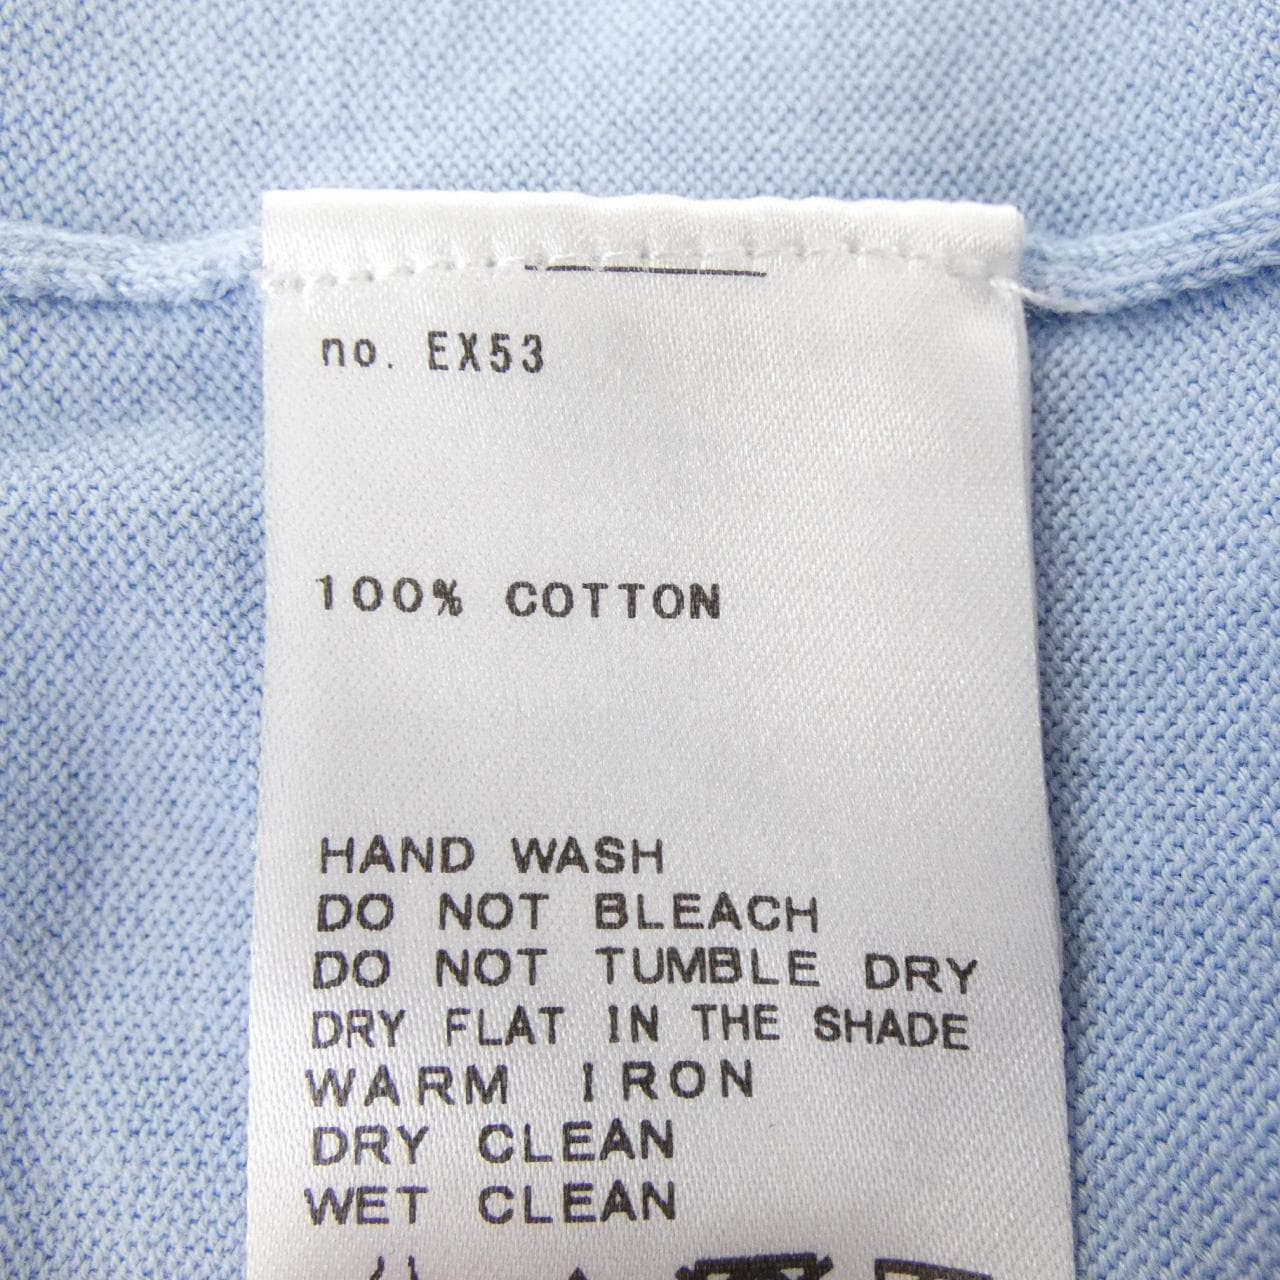 no. EX53
100% COTTON
HAND WASH
DO NOT BLEACH
DO NOT TUMBLE DRY
DRY FLAT IN THE SHADE
WARM IRON
DRY CLEAN
WET CLEAN